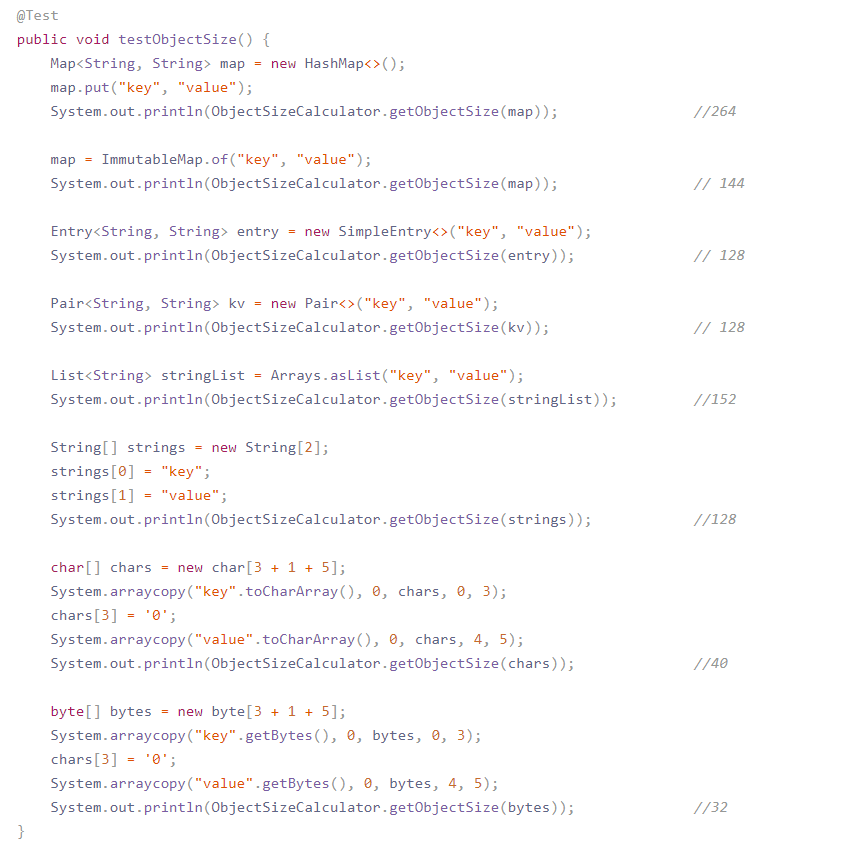 @Test
public void testObjectSize() {
    Map<String, String> map = new HashMap<>();
    map.put("key", "value");
    System.out.println(ObjectSizeCalculator.getObjectSize(map));                //264

    map = ImmutableMap.of("key", "value");
    System.out.println(ObjectSizeCalculator.getObjectSize(map));                // 144

    Entry<String, String> entry = new SimpleEntry<>("key", "value");
    System.out.println(ObjectSizeCalculator.getObjectSize(entry));              // 128

    Pair<String, String> kv = new Pair<>("key", "value");
    System.out.println(ObjectSizeCalculator.getObjectSize(kv));                 // 128

    List<String> stringList = Arrays.asList("key", "value");
    System.out.println(ObjectSizeCalculator.getObjectSize(stringList));         //152

    String[] strings = new String[2];
    strings[0] = "key";
    strings[1] = "value";
    System.out.println(ObjectSizeCalculator.getObjectSize(strings));            //128

    char[] chars = new char[3 + 1 + 5];
    System.arraycopy("key".toCharArray(), 0, chars, 0, 3);
    chars[3] = '0';
    System.arraycopy("value".toCharArray(), 0, chars, 4, 5);
    System.out.println(ObjectSizeCalculator.getObjectSize(chars));              //40

    byte[] bytes = new byte[3 + 1 + 5];
    System.arraycopy("key".getBytes(), 0, bytes, 0, 3);
    chars[3] = '0';
    System.arraycopy("value".getBytes(), 0, bytes, 4, 5);
    System.out.println(ObjectSizeCalculator.getObjectSize(bytes));              //32
}